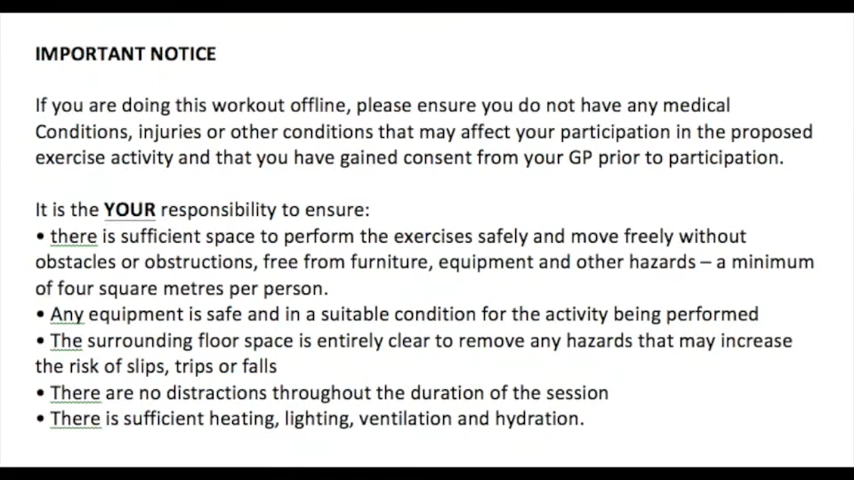 IMPORTANT NOTICE
If you are doing this workout offline, please ensure you do not have any medical
Conditions, injuries or other conditions that may affect your participation in the proposed
exercise activity and that you have gained consent from your GP prior to participation.
It is the YOUR responsibility to ensure:
• there is sufficient space to perform the exercises safely and move freely without
obstacles or obstructions, free from furniture, equipment and other hazards – a minimum
of four square metres per person.
• Any equipment is safe and in a suitable condition for the activity being performed
• The surrounding floor space is entirely clear to remove any hazards that may increase
the risk of slips, trips or falls
• There are no distractions throughout the duration of the session
• There is sufficient heating, lighting, ventilation and hydration.